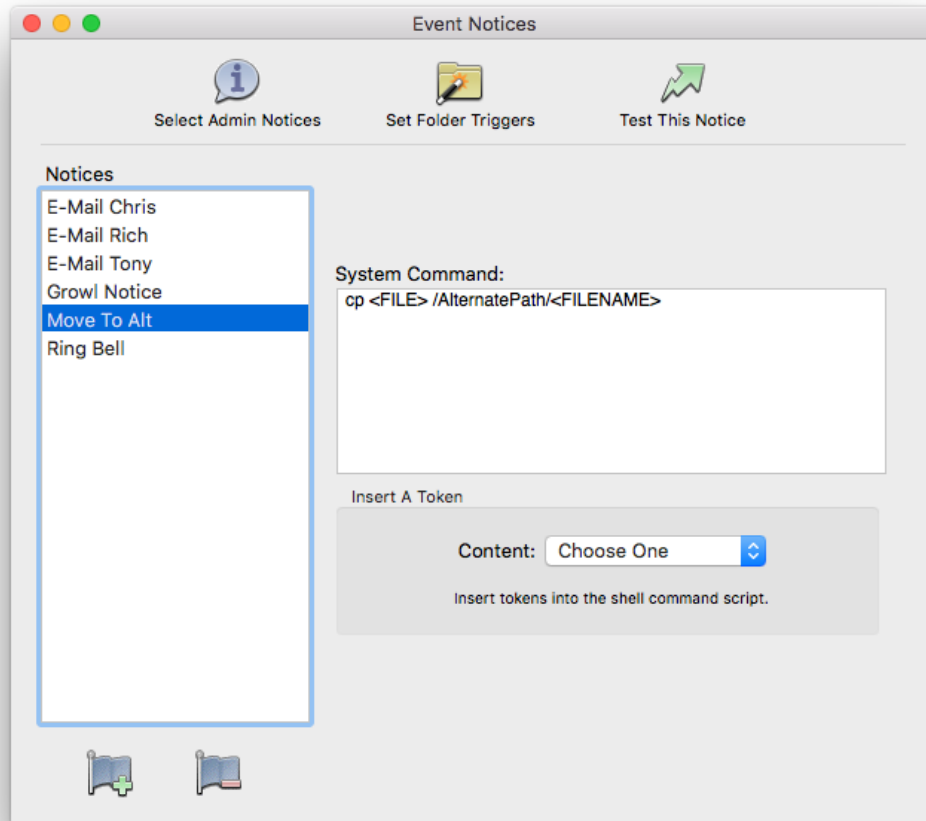 Event Notices
Select Admin Notices
Set Folder Triggers
Test This Notice
Notices
E-Mail Chris
E-Mail Rich
E-Mail Tony
Growl Notice
Move To Alt
Ring Bell
System Command:
cp <FILE> /AlternatePath/<FILENAME>
Insert A Token
Content: Choose One
Insert tokens into the shell command script.